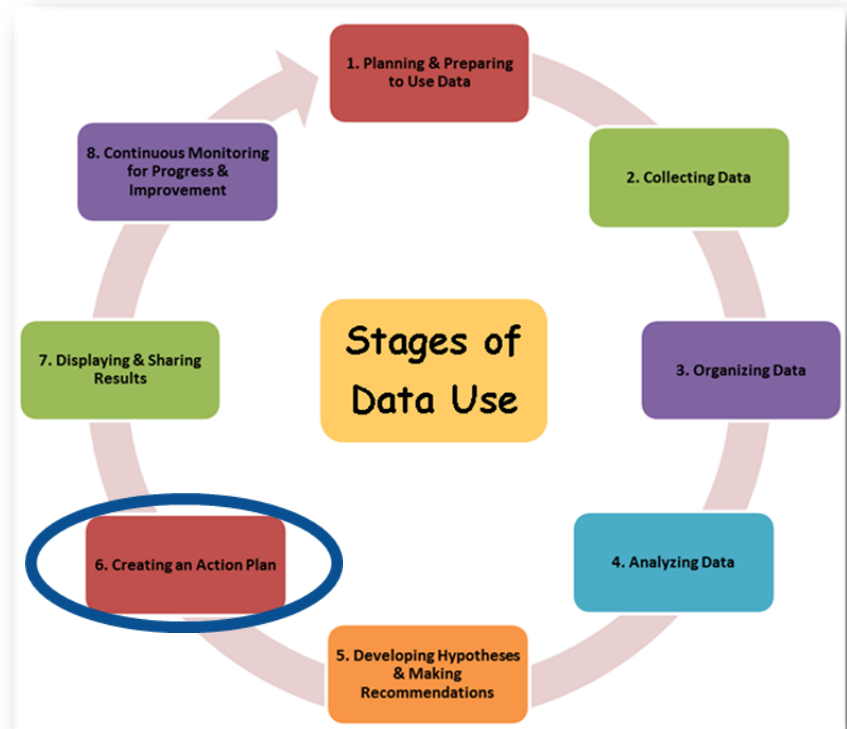 1. Planning & Preparing
to Use Data
2. Collecting Data
3. Organizing Data
4. Analyzing Data
5. Developing Hypotheses
& Making
Recommendations
6. Creating an Action Plan
7. Displaying & Sharing
Results
8. Continuous Monitoring
for Progress &
Improvement
Stages of
Data Use